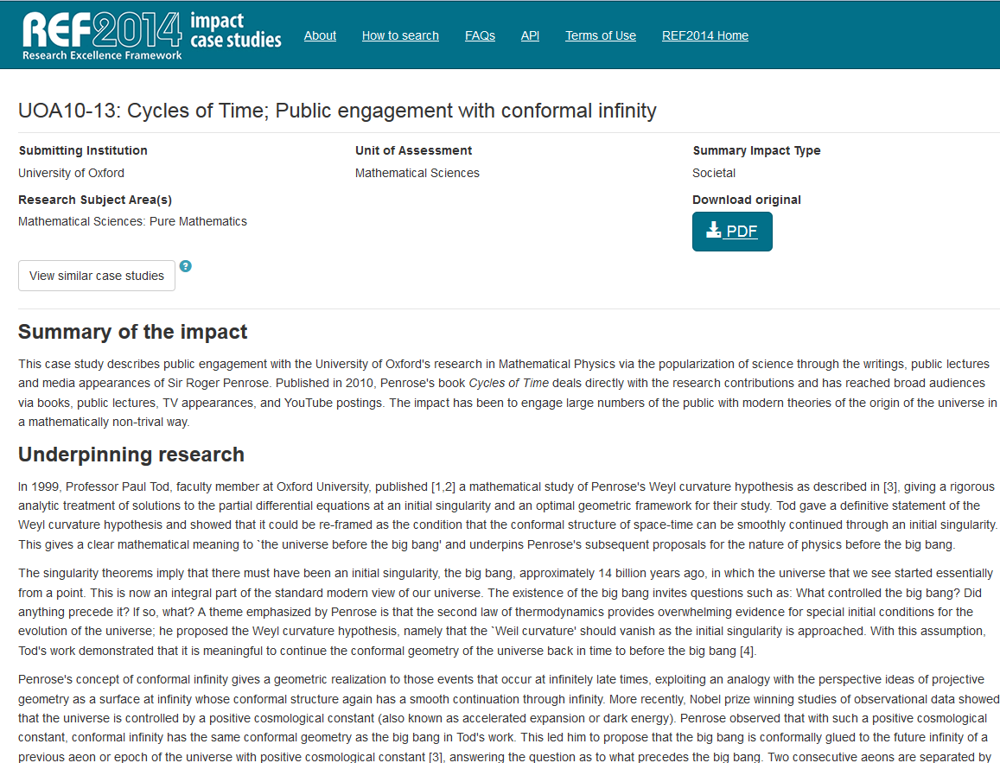 REF2014 impact case studies
Research Excellence Framework
About How to search FAQs API Terms of Use REF2014 Home
UOA10-13: Cycles of Time; Public engagement with conformal infinity
Submitting Institution
University of Oxford
Unit of Assessment
Mathematical Sciences
Summary Impact Type
Societal
Research Subject Area(s)
Mathematical Sciences: Pure Mathematics
Download original
PDF
View similar case studies ?
Summary of the impact
This case study describes public engagement with the University of Oxford's research in Mathematical Physics via the popularization of science through the writings, public lectures
and media appearances of Sir Roger Penrose. Published in 2010, Penrose's book Cycles of Time deals directly with the research contributions and has reached broad audiences
via books, public lectures, TV appearances, and YouTube postings. The impact has been to engage large numbers of the public with modern theories of the origin of the universe in
a mathematically non-trival way.
Underpinning research
In 1999, Professor Paul Tod, faculty member at Oxford University, published [1,2] a mathematical study of Penrose's Weyl curvature hypothesis as described in [3], giving a rigorous
analytic treatment of solutions to the partial differential equations at an initial singularity and an optimal geometric framework for their study. Tod gave a definitive statement of the
Weyl curvature hypothesis and showed that it could be re-framed as the condition that the conformal structure of space-time can be smoothly continued through an initial singularity.
This gives a clear mathematical meaning to `the universe before the big bang' and underpins Penrose's subsequent proposals for the nature of physics before the big bang.
The singularity theorems imply that there must have been an initial singularity, the big bang, approximately 14 billion years ago, in which the universe that we see started essentially
from a point. This is now an integral part of the standard modern view of our universe. The existence of the big bang invites questions such as: What controlled the big bang? Did
anything precede it? If so, what? A theme emphasized by Penrose is that the second law of thermodynamics provides overwhelming evidence for special initial conditions for the
evolution of the universe; he proposed the Weyl curvature hypothesis, namely that the `Weil curvature' should vanish as the initial singularity is approached. With this assumption,
Tod's work demonstrated that it is meaningful to continue the conformal geometry of the universe back in time to before the big bang [4].
Penrose's concept of conformal infinity gives a geometric realization to those events that occur at infinitely late times, exploiting an analogy with the perspective ideas of projective
geometry as a surface at infinity whose conformal structure again has a smooth continuation through infinity. More recently, Nobel prize winning studies of observational data showed
that the universe is controlled by a positive cosmological constant (also known as accelerated expansion or dark energy). Penrose observed that with such a positive cosmological
constant, conformal infinity has the same conformal geometry as the big bang in Tod's work. This led him to propose that the big bang is conformally glued to the future infinity of a
previous aeon or epoch of the universe with positive cosmological constant [3], answering the question as to what precedes the big bang. Two consecutive aeons are separated by